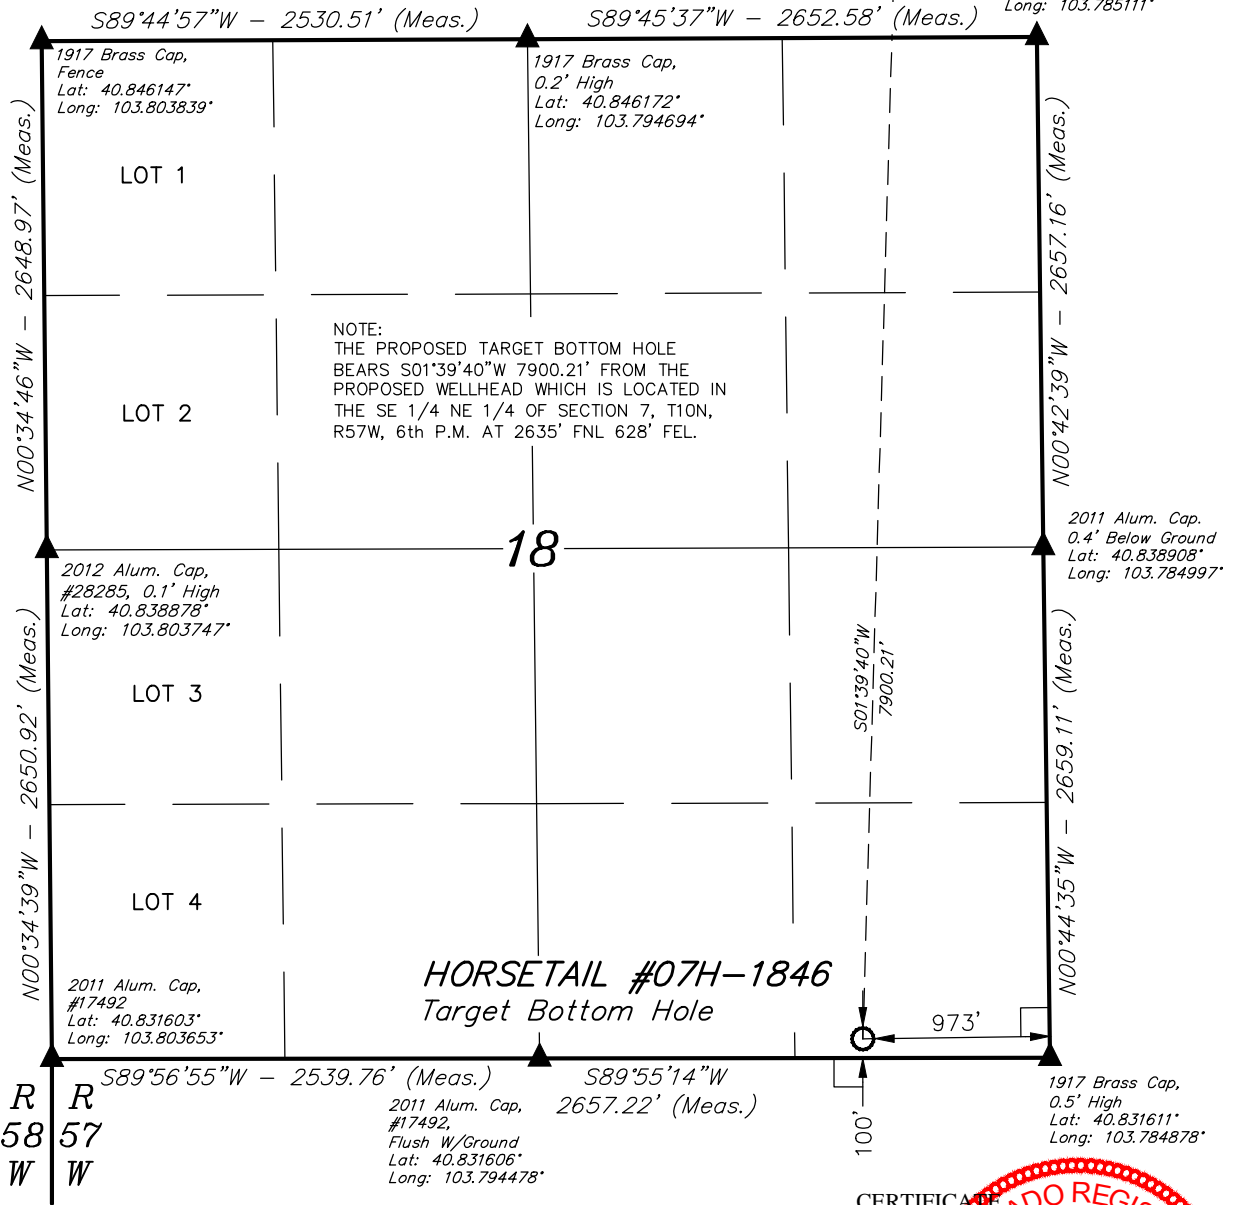 S89°44'57"W - 2530.51' (Meas.)
S89°45'37"W - 2652.58' (Meas.)
Long: 103.785111°
1917 Brass Cap,
Fence
Lat: 40.846147°
Long: 103.803839°
1917 Brass Cap,
0.2' High
Lat: 40.846172°
Long: 103.794694°
N00°34'46"W - 2648.97' (Meas.)
N00°42'39"W - 2657.16' (Meas.)
LOT 1
NOTE:
THE PROPOSED TARGET BOTTOM HOLE
BEARS S01°39'40"W 7900.21' FROM THE
PROPOSED WELLHEAD WHICH IS LOCATED IN
THE SE 1/4 NE 1/4 OF SECTION 7, T10N,
R57W, 6th P.M. AT 2635' FNL 628' FEL.
LOT 2
18
2011 Alum. Cap.
0.4' Below Ground
Lat: 40.838908°
Long: 103.784997°
2012 Alum. Cap,
#28285, 0.1' High
Lat: 40.838878°
Long: 103.803747°
S01°39'40"W
7900.21'
N00°34'39"W - 2650.92' (Meas.)
N00°44'35"W - 2659.11' (Meas.)
LOT 3
LOT 4
HORSETAIL #07H-1846
Target Bottom Hole
2011 Alum. Cap,
#17492
Lat: 40.831603°
Long: 103.803653°
973'
S89°56'55"W - 2539.76' (Meas.)
S89°55'14"W
2657.22' (Meas.)
100'
2011 Alum. Cap,
#17492,
Flush W/Ground
Lat: 40.831606°
Long: 103.794478°
1917 Brass Cap,
0.5' High
Lat: 40.831611°
Long: 103.784878°
R R
58 57
W W
CERTIFICATE
ADO REGIS